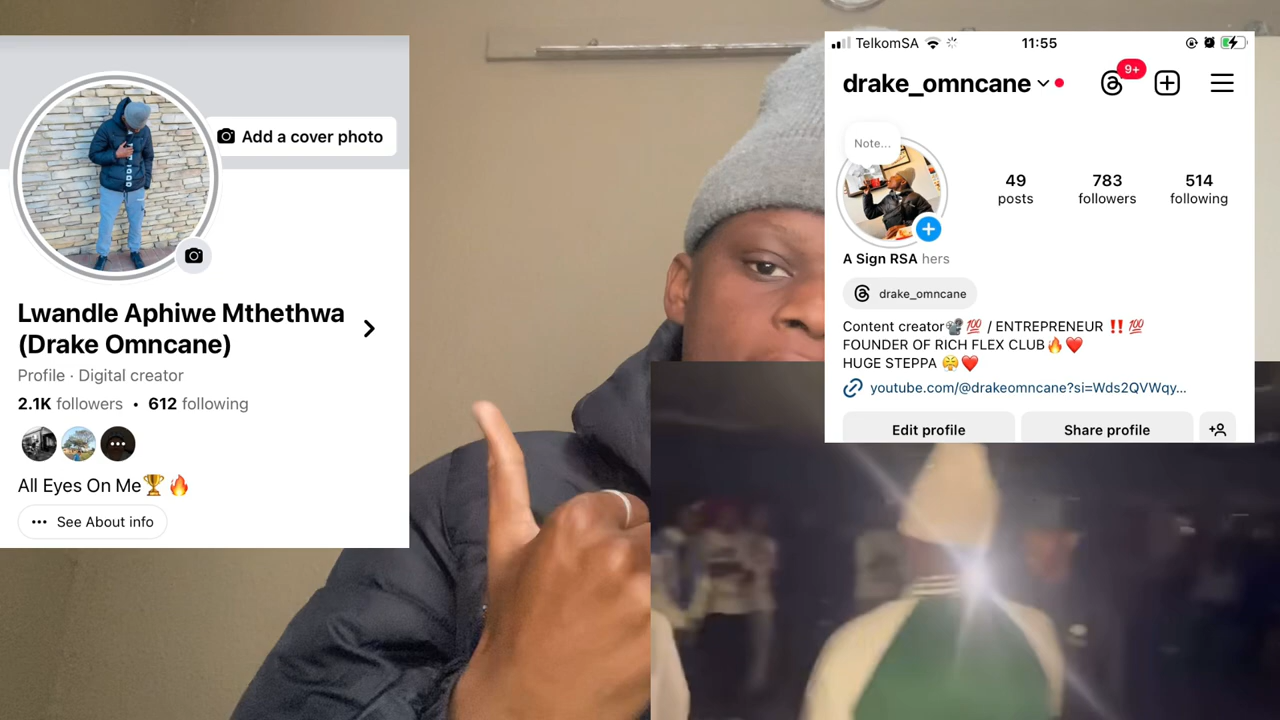 Add a cover photo
Lwandle Aphiwe Mthethwa
(Drake Omncane)
Profile · Digital creator
2.1K followers • 612 following
All Eyes On Me🏆🔥
••• See About info
TelkomSA
11:55
drake_omncane
9+
Note...
49
posts
783
followers
514
following
A Sign RSA hers
drake_omncane
Content creator📽💯 / ENTREPRENEUR ‼️💯
FOUNDER OF RICH FLEX CLUB🔥❤️
HUGE STEPPA 😤❤️
youtube.com/@drakeomncane?si=Wds2QVWqy...
Edit profile
Share profile